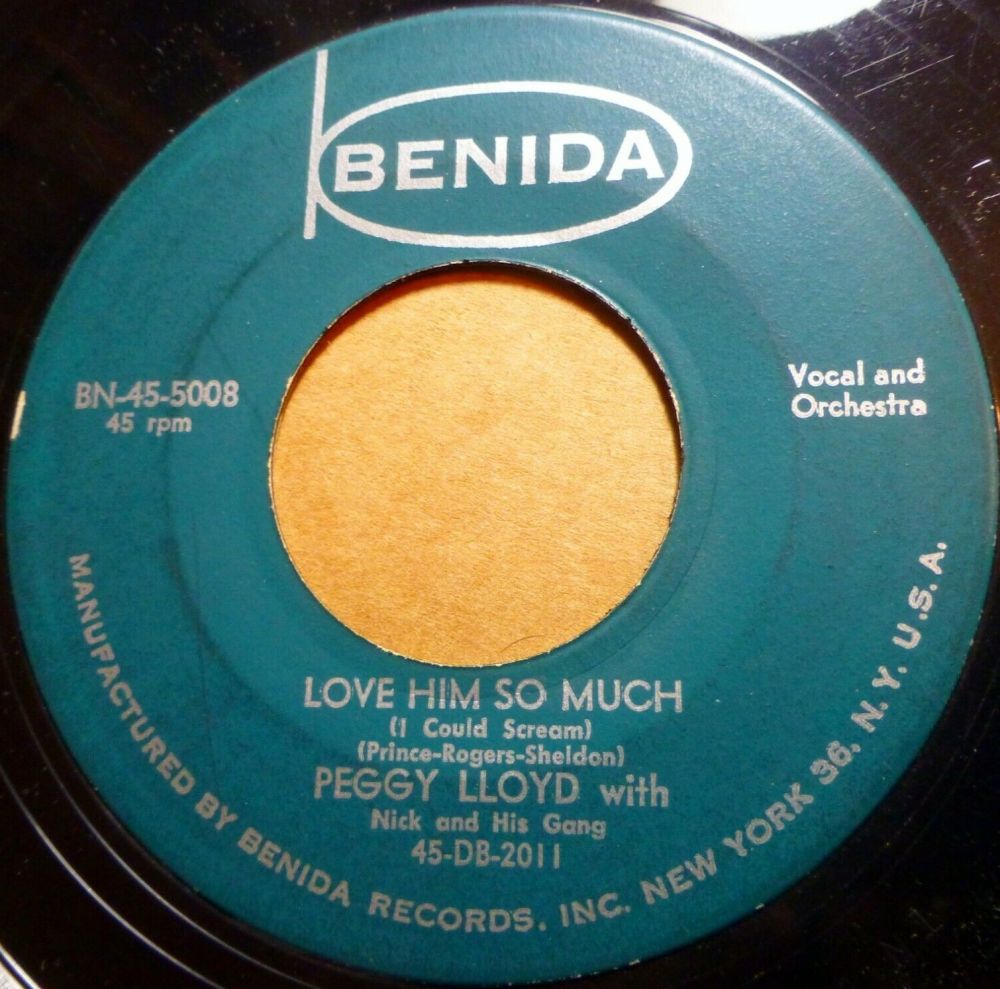 BENIDA
BN-45-5008
45 rpm
Vocal and
Orchestra
LOVE HIM SO MUCH
(I Could Scream)
(Prince-Rogers-Sheldon)
PEGGY LLOYD with
Nick and His Gang
45-DB-2011
MANUFACTURED BY BENIDA RECORDS, INC. NEW YORK 36, N. Y. U.S.A.